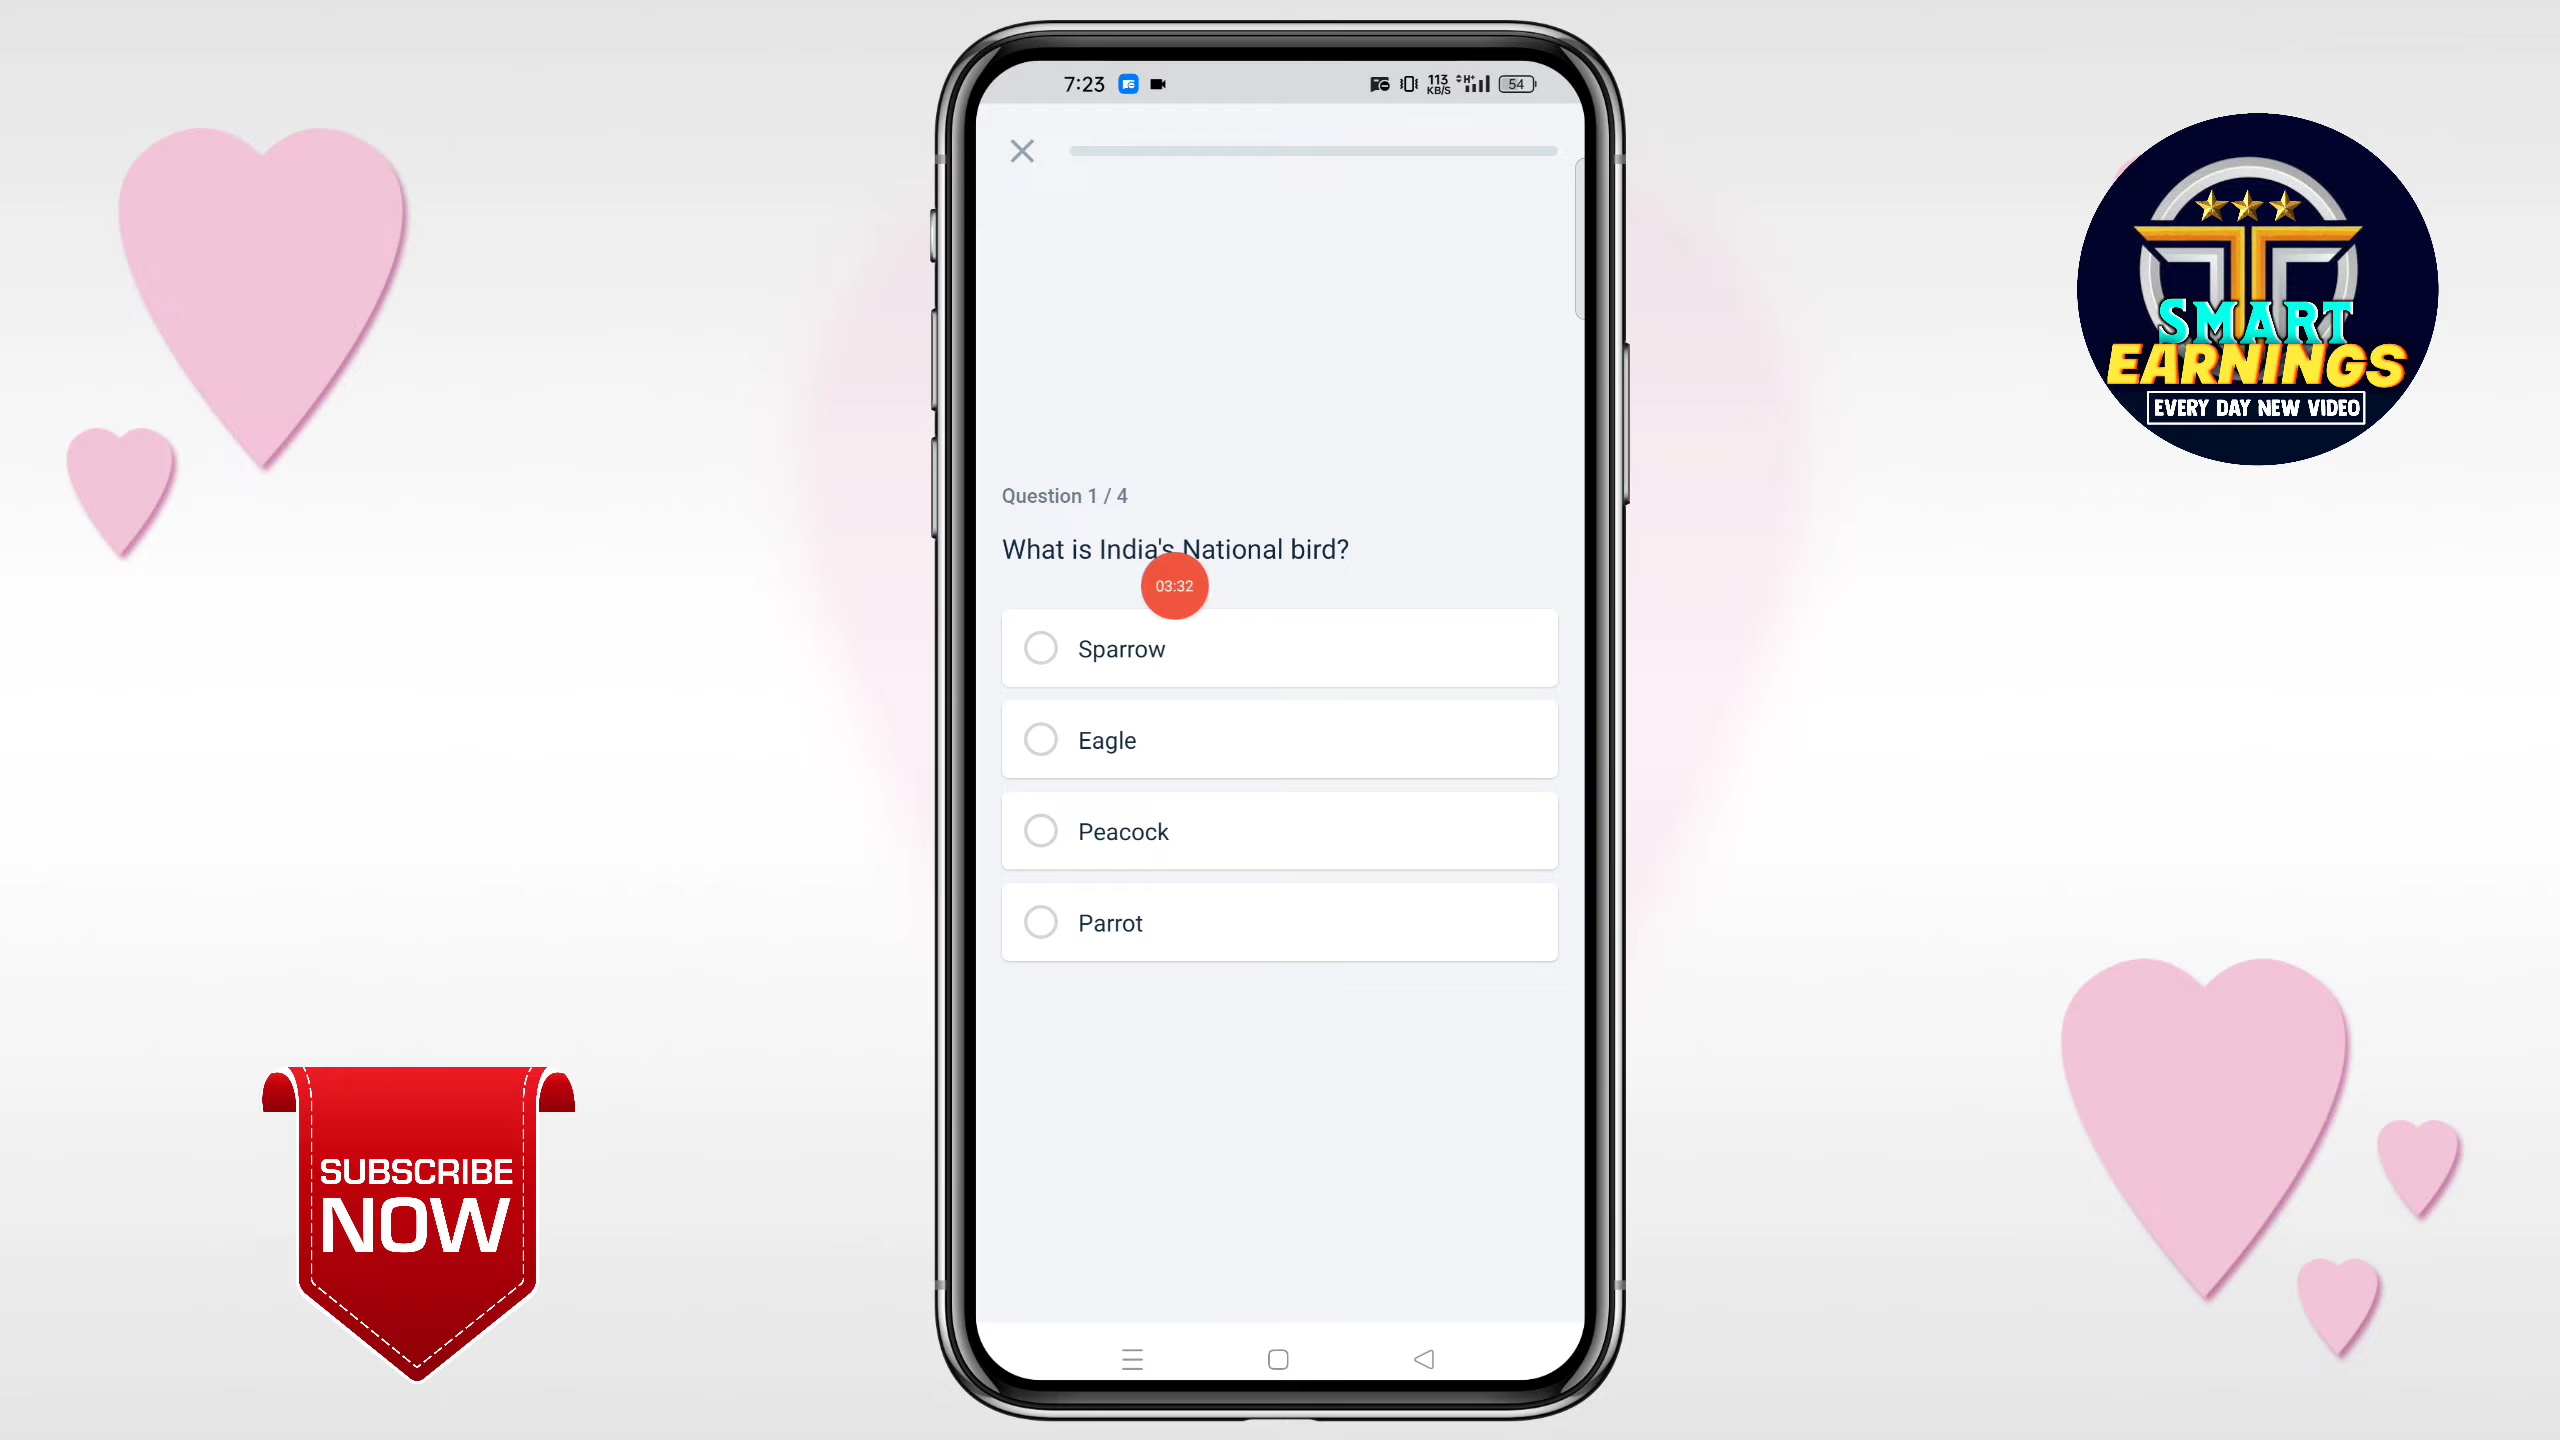 7:23
113
KB/S
H+
54
SMART
EARNINGS
EVERY DAY NEW VIDEO
Question 1 / 4
What is India's National bird?
03:32
Sparrow
Eagle
Peacock
Parrot
SUBSCRIBE
NOW